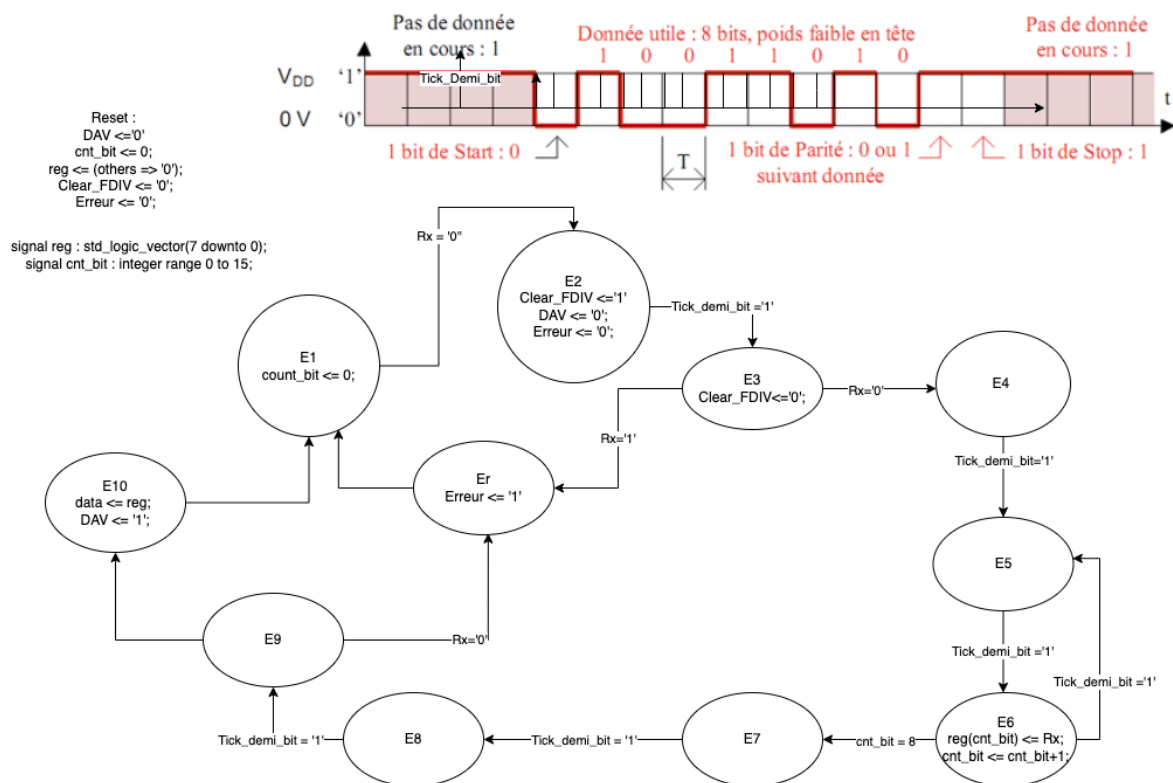 Pas de donnée
en cours : 1
Donnée utile : 8 bits, poids faible en tête
1 0 0 1 1 0 1 0
Pas de donnée
en cours : 1
Tick_Demi_bit
VDD '1'
0 V '0'
t
1 bit de Start : 0
T
1 bit de Parité : 0 ou 1
suivant donnée
1 bit de Stop : 1
Reset :
DAV <='0'
cnt_bit <= 0;
reg <= (others => '0');
Clear_FDIV <= '0';
Erreur <= '0';
signal reg : std_logic_vector(7 downto 0);
signal cnt_bit : integer range 0 to 15;
Rx = '0"
E2
Clear_FDIV <='1'
DAV <= '0';
Erreur <= '0';
Tick_demi_bit ='1'
E1
count_bit <= 0;
E3
Clear_FDIV<='0';
Rx='0'
E4
Rx='1'
Tick_demi_bit='1'
E10
data <= reg;
DAV <= '1';
Er
Erreur <= '1'
E5
Tick_demi_bit ='1'
Tick_demi_bit ='1'
E9
Rx='0'
Tick_demi_bit = '1'
E8
Tick_demi_bit = '1'
E7
cnt_bit = 8
E6
reg(cnt_bit) <= Rx;
cnt_bit <= cnt_bit+1;